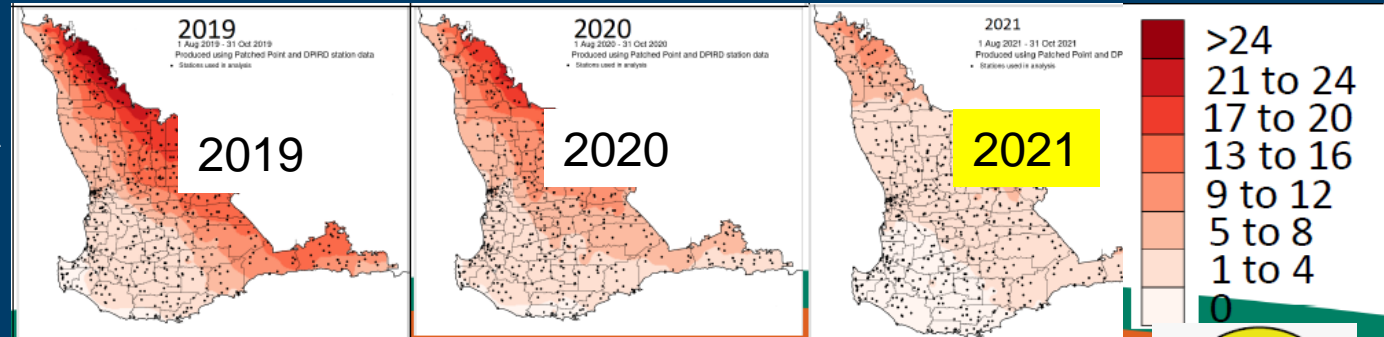 2019
1 Aug 2019 - 31 Oct 2019
Produced using Patched Point and DPIRD station data
• Stations used in analysis
2019
2020
1 Aug 2020 - 31 Oct 2020
Produced using Patched Point and DPIRD station data
• Stations used in analysis
2020
2021
1 Aug 2021 - 31 Oct 2021
Produced using Patched Point and DP
• Stations used in analysis
2021
>24
21 to 24
17 to 20
13 to 16
9 to 12
5 to 8
1 to 4
0